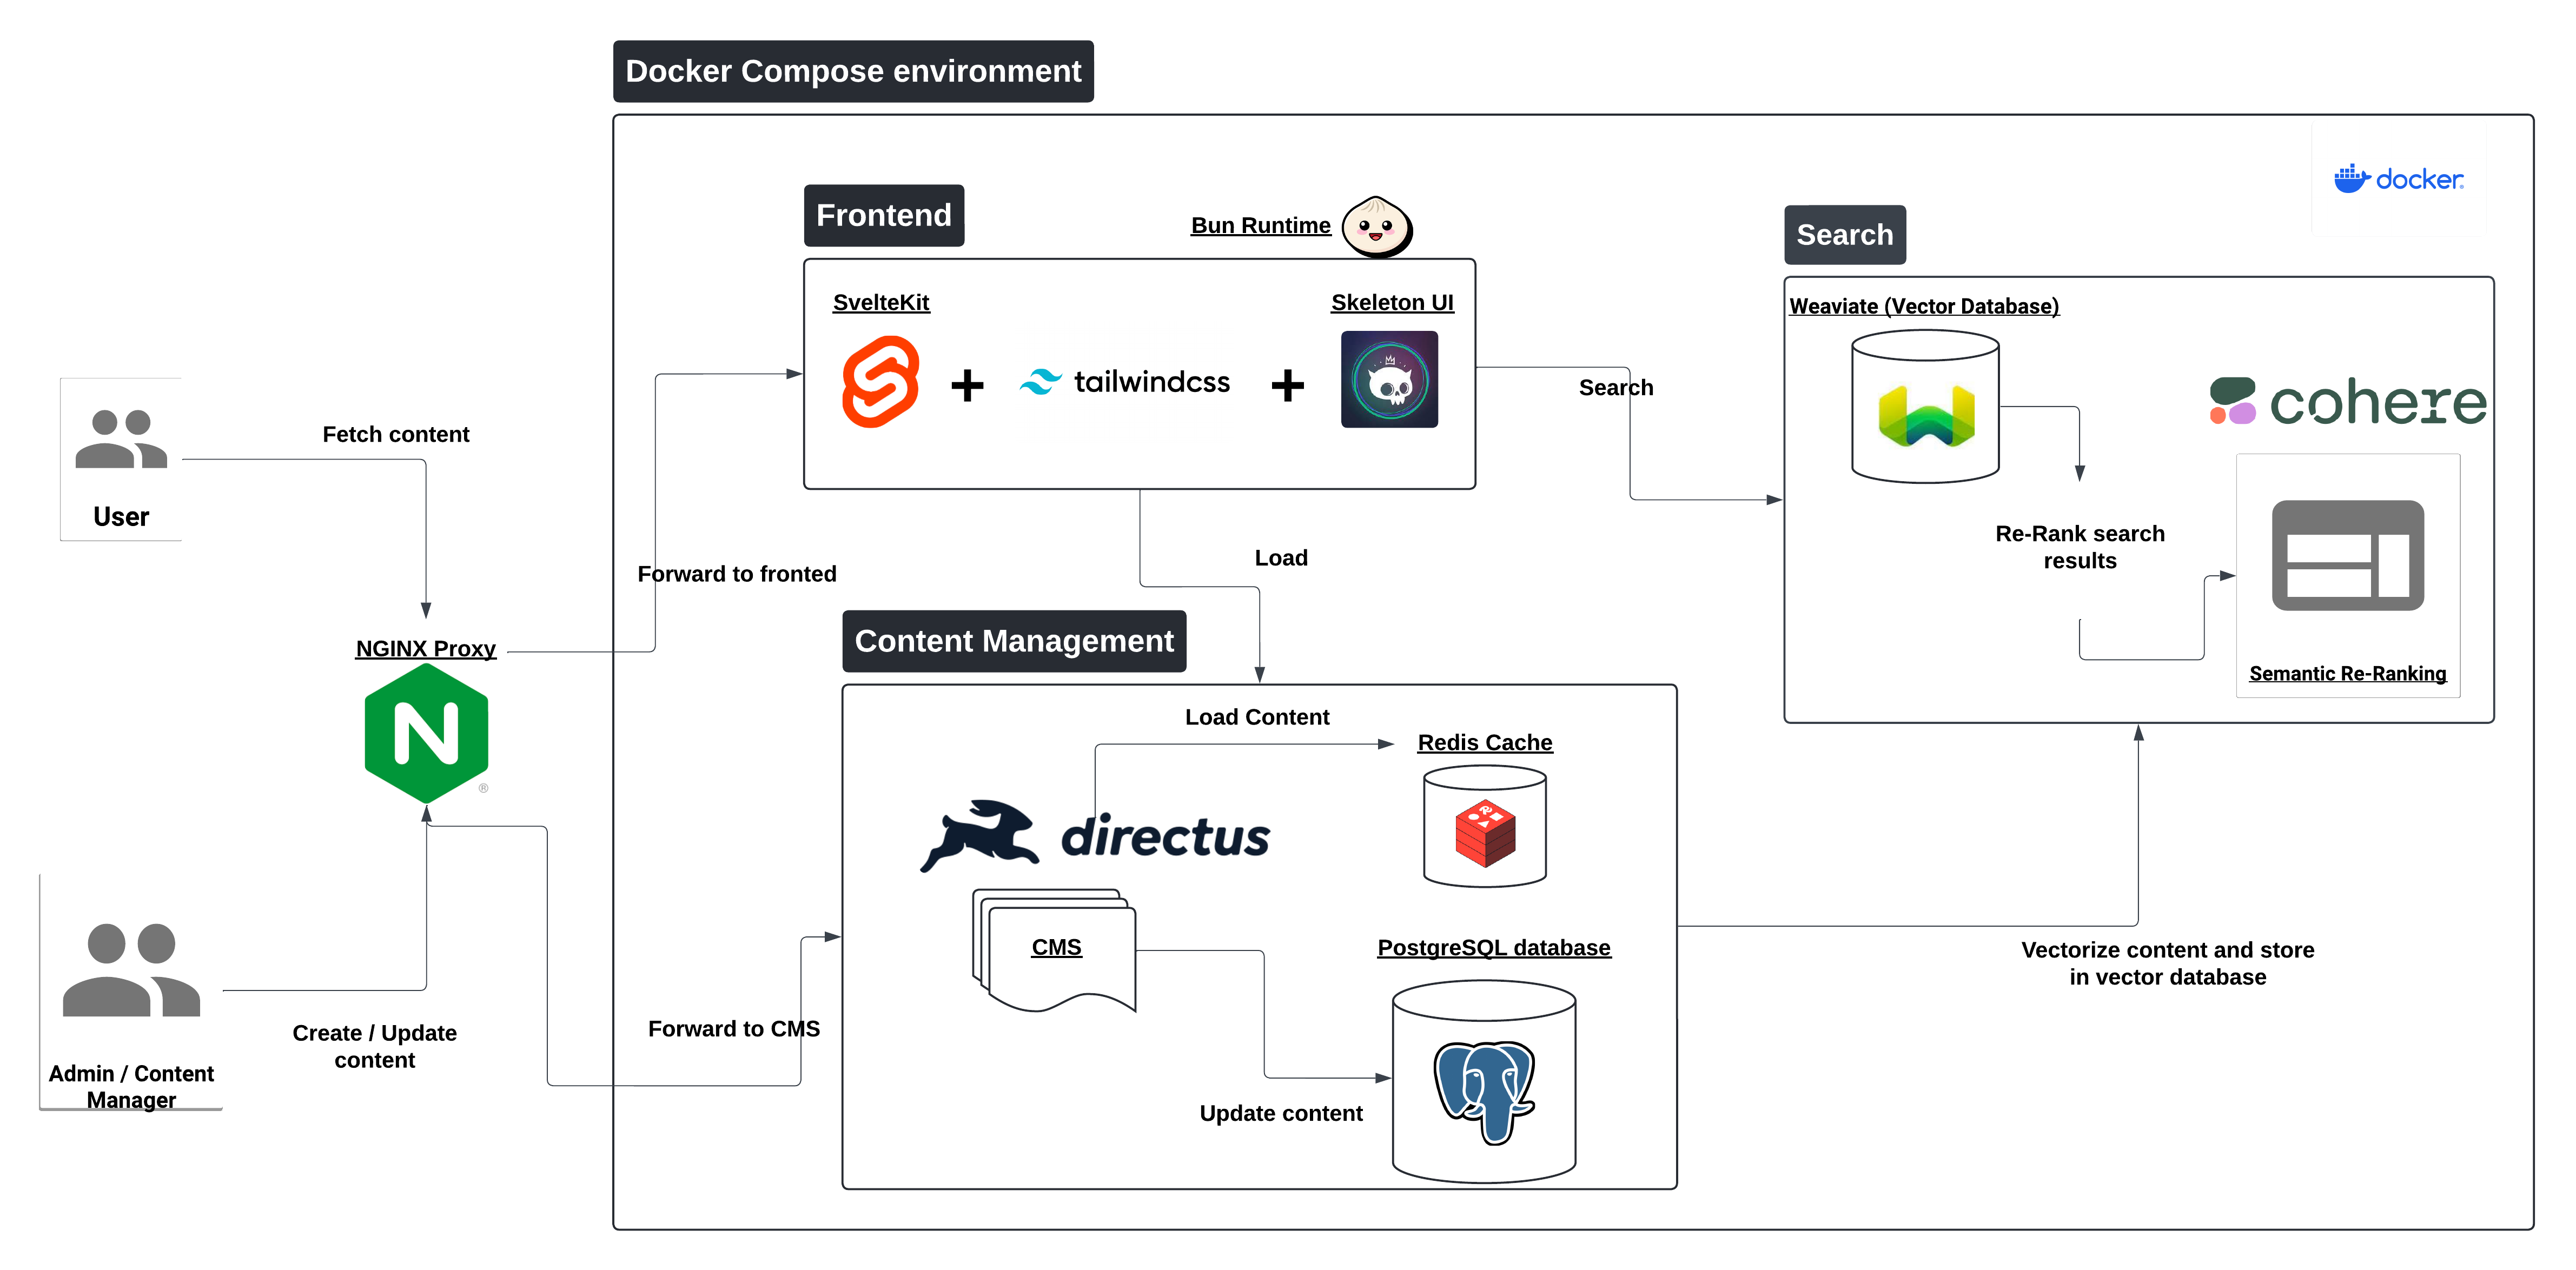 Docker Compose environment
docker
Frontend
Bun Runtime
Search
SvelteKit
Skeleton UI
Weaviate (Vector Database)
tailwindcss
Search
cohere
Fetch content
User
Re-Rank search
results
Load
Forward to fronted
Content Management
NGINX Proxy
N
®
Semantic Re-Ranking
Load Content
Redis Cache
directus
CMS
PostgreSQL database
Vectorize content and store
in vector database
Forward to CMS
Create / Update
content
Admin / Content
Manager
Update content